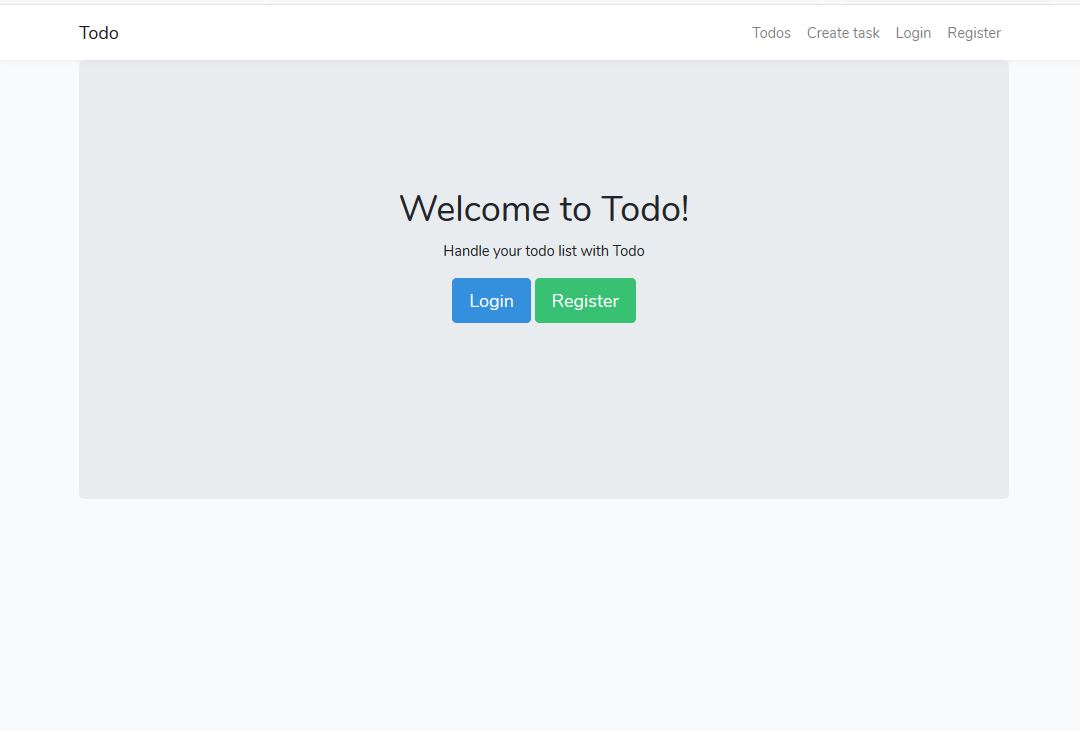 Todo
Todos Create task Login Register
Welcome to Todo!
Handle your todo list with Todo
Login Register